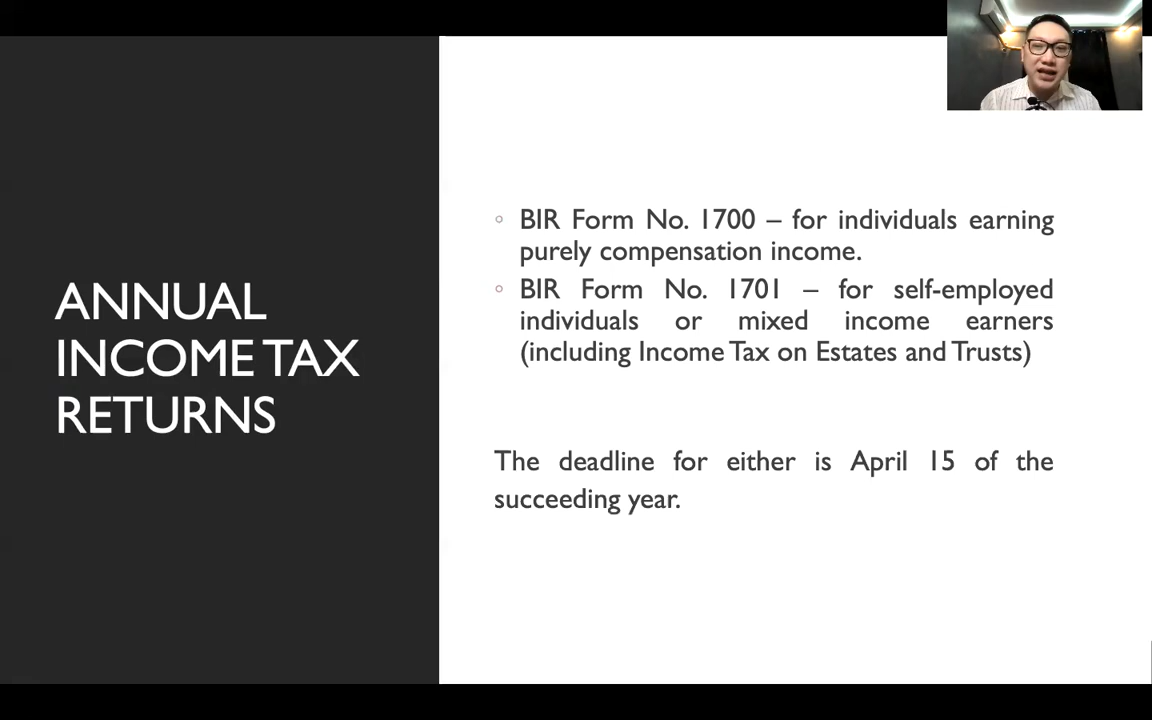 ANNUAL
INCOME TAX
RETURNS
◦ BIR Form No. 1700 – for individuals earning
purely compensation income.
◦ BIR Form No. 1701 – for self-employed
individuals or mixed income earners
(including Income Tax on Estates and Trusts)
The deadline for either is April 15 of the
succeeding year.